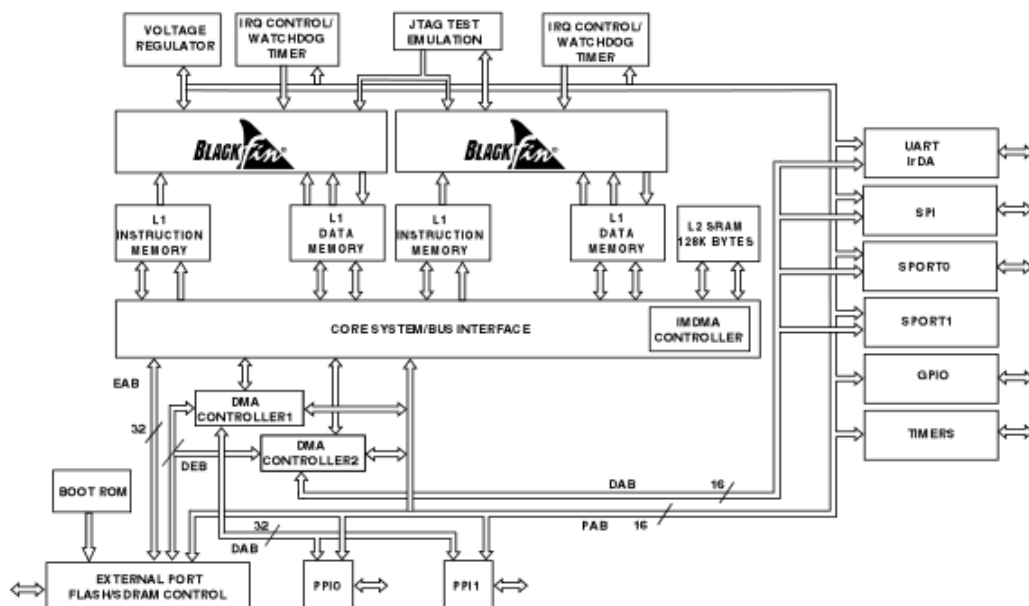 VOLTAGE
REGULATOR
IRQ CONTROL/
WATCHDOG
TIMER
JTAG TEST
EMULATION
IRQ CONTROL/
WATCHDOG
TIMER
BLACKfin®
BLACKfin®
UART
IrDA
L1
INSTRUCTION
MEMORY
L1
DATA
MEMORY
L1
INSTRUCTION
MEMORY
L1
DATA
MEMORY
L2 SRAM
128K BYTES
SPI
SPORT0
CORE SYSTEM/BUS INTERFACE
IMDMA
CONTROLLER
SPORT1
EAB
GPIO
DMA
CONTROLLER1
32
TIMERS
DMA
CONTROLLER2
DEB
BOOT ROM
DAB
16
32
DAB
PAB
16
EXTERNAL PORT
FLASH/SDRAM CONTROL
PPI0
PPI1